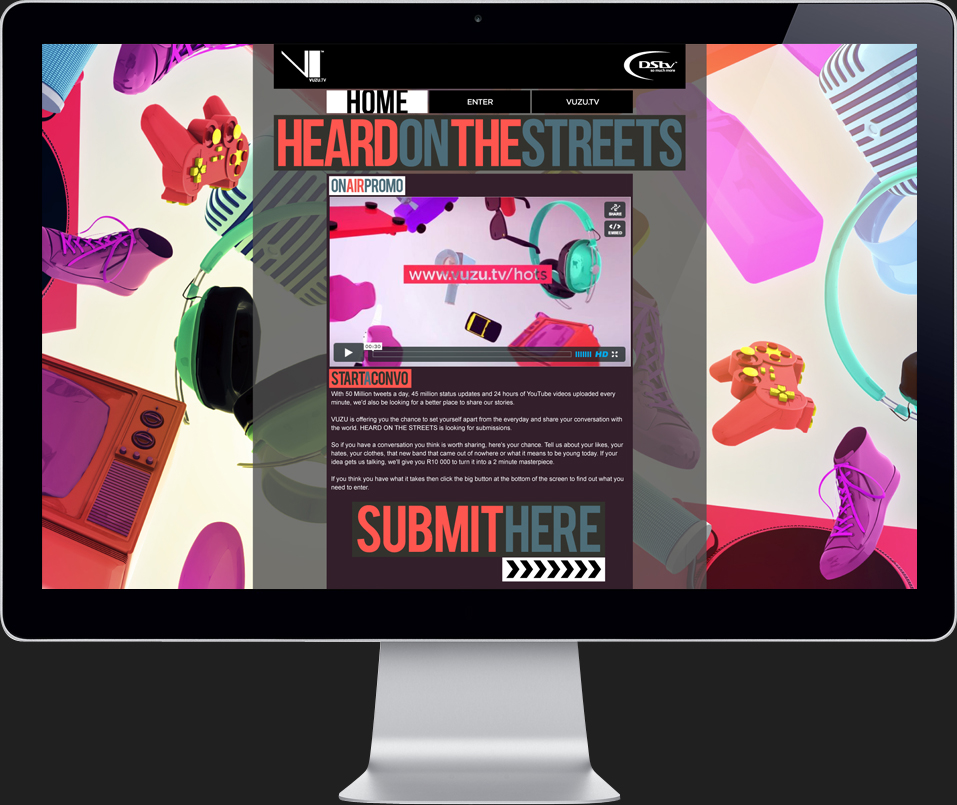 VUZU.TV
DStv
so much more
HOME
ENTER
VUZU.TV
HEARDONTHESTREETS
ONAIRPROMO
SHARE
EMBED
www.vuzu.tv/hots
00:30
HD
STARTACONVO
With 50 Million tweets a day, 45 million status updates and 24 hours of YouTube videos uploaded every
minute, we'd also be looking for a better place to share our stories.
VUZU is offering you the chance to set yourself apart from the everyday and share your conversation with
the world. HEARD ON THE STREETS is looking for submissions.
So if you have a conversation you think is worth sharing, here's your chance. Tell us about your likes, your
hates, your clothes, that new band that came out of nowhere or what it means to be young today. If your
idea gets us talking, we'll give you R10 000 to turn it into a 2 minute masterpiece.
If you think you have what it takes then click the big button at the bottom of the screen to find out what you
need to enter.
SUBMITHERE